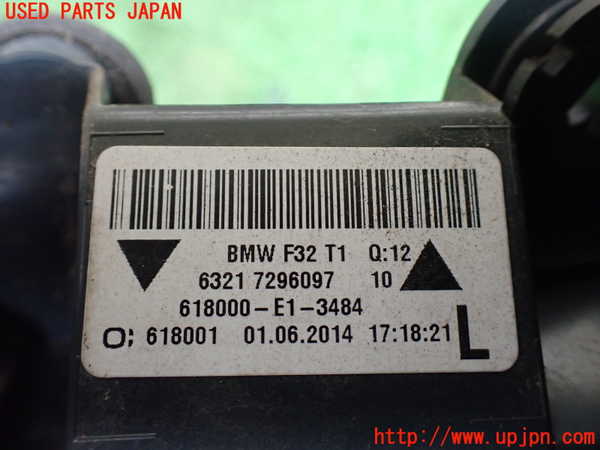 USED PARTS JAPAN
BMW F32 T1 Q:12
6321 7296097 10
618000-E1-3484
O; 618001 01.06.2014 17:18:21 L
http://www.upjpn.com/